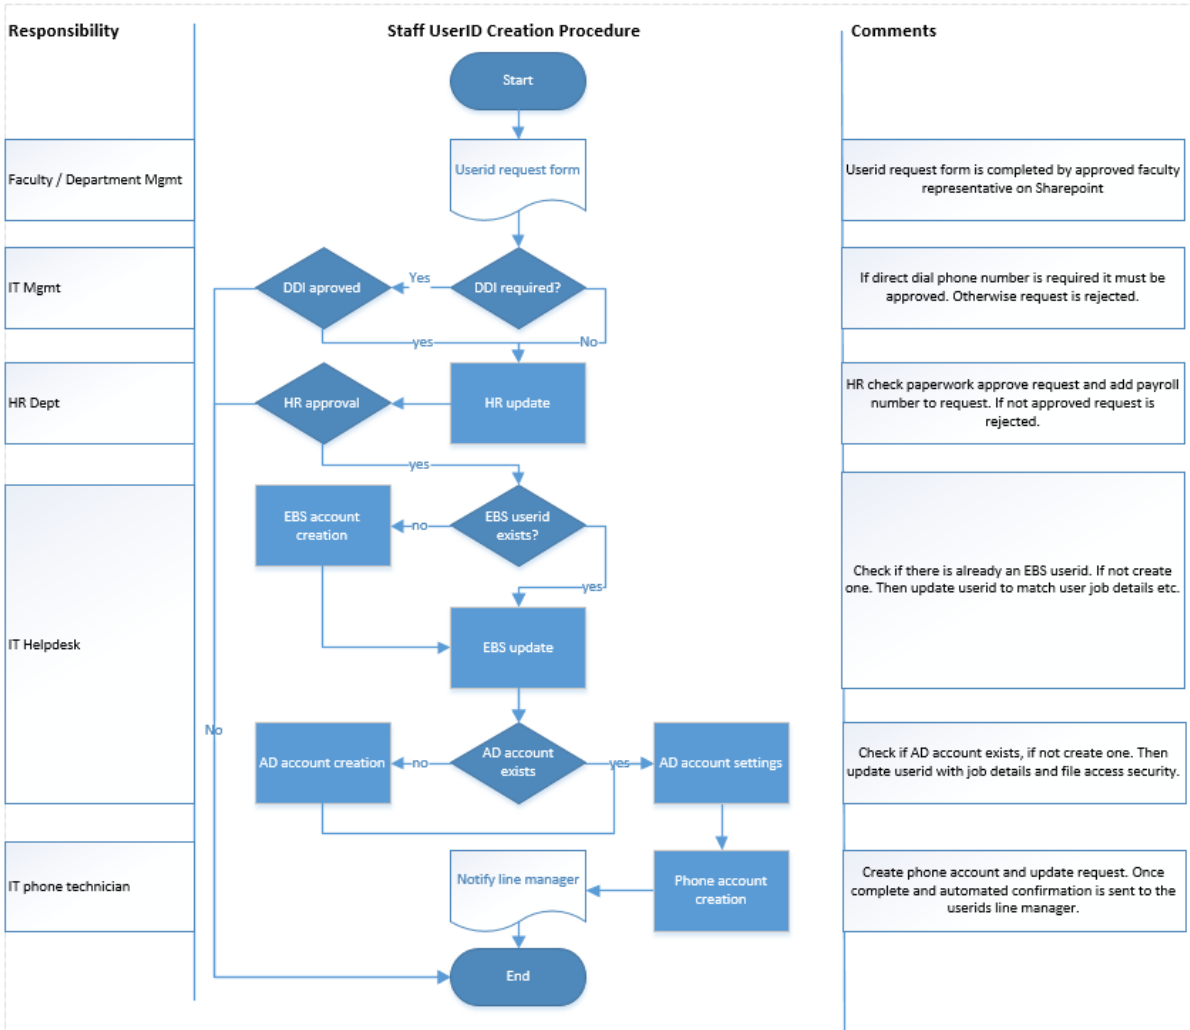 Responsibility
Staff UserID Creation Procedure
Comments
Start
Faculty / Department Mgmt
Userid request form
Userid request form is completed by approved faculty
representative on Sharepoint
IT Mgmt
DDI aproved
Yes
DDI required?
If direct dial phone number is required it must be
approved. Otherwise request is rejected.
yes
No
HR Dept
HR approval
HR update
HR check paperwork approve request and add payroll
number to request. If not approved request is
rejected.
yes
EBS account
creation
no
EBS userid
exists?
yes
Check if there is already an EBS userid. If not create
one. Then update userid to match user job details etc.
IT Helpdesk
EBS update
No
AD account creation
no
AD account
exists
yes
AD account settings
Check if AD account exists, if not create one. Then
update userid with job details and file access security.
IT phone technician
Notify line manager
Phone account
creation
Create phone account and update request. Once
complete and automated confirmation is sent to the
userids line manager.
End